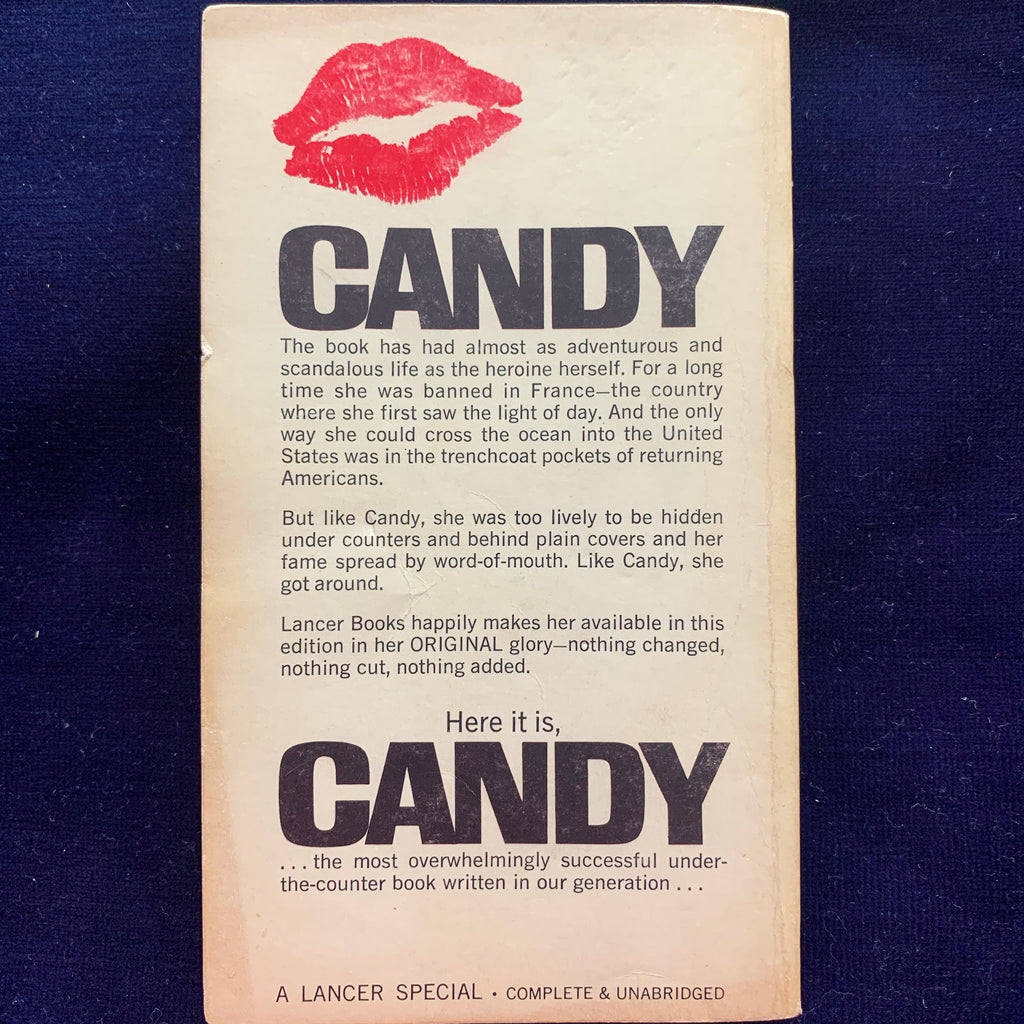 CANDY
The book has had almost as adventurous and
scandalous life as the heroine herself. For a long
time she was banned in France—the country
where she first saw the light of day. And the only
way she could cross the ocean into the United
States was in the trenchcoat pockets of returning
Americans.
But like Candy, she was too lively to be hidden
under counters and behind plain covers and her
fame spread by word-of-mouth. Like Candy, she
got around.
Lancer Books happily makes her available in this
edition in her ORIGINAL glory—nothing changed,
nothing cut, nothing added.
Here it is,
CANDY
. . . the most overwhelmingly successful under-
the-counter book written in our generation . . .
A LANCER SPECIAL • COMPLETE & UNABRIDGED